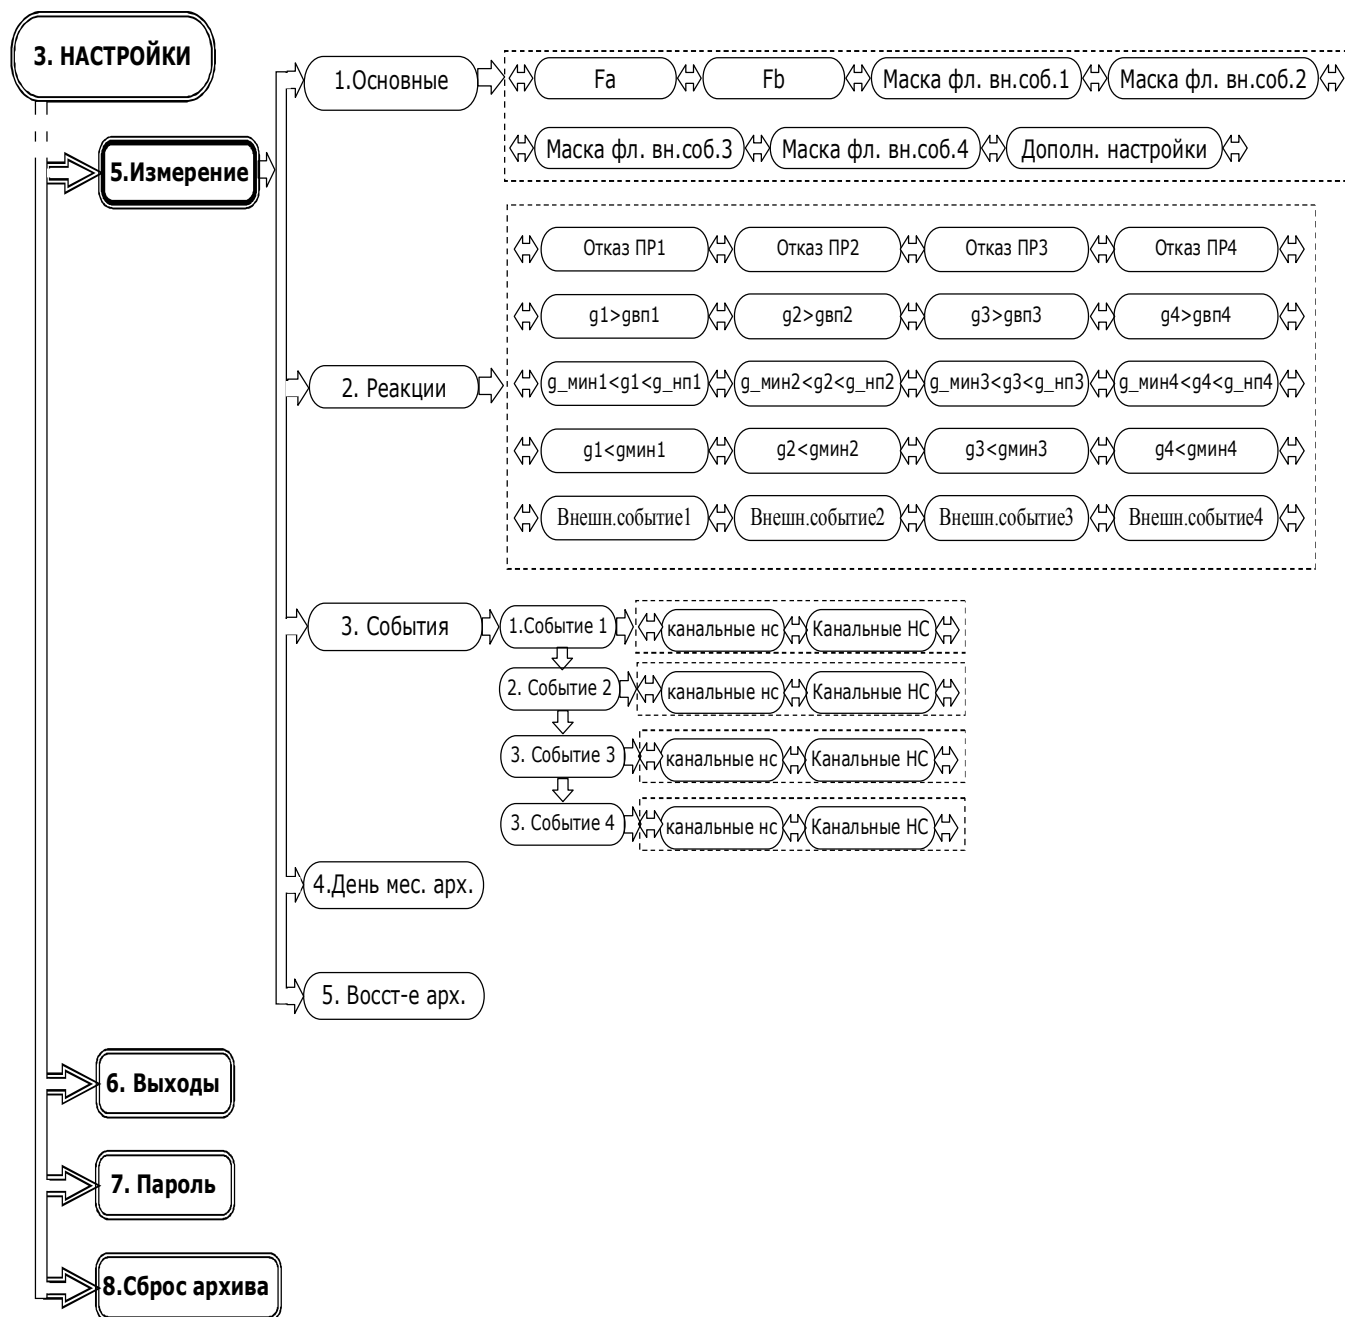 3. НАСТРОЙКИ
1.Основные
Fa
Fb
Маска фл. вн.соб.1
Маска фл. вн.соб.2
Маска фл. вн.соб.3
Маска фл. вн.соб.4
Дополн. настройки
5.Измерение
Отказ ПР1
Отказ ПР2
Отказ ПР3
Отказ ПР4
g1>gвп1
g2>gвп2
g3>gвп3
g4>gвп4
2. Реакции
g_мин1<g1<g_нп1
g_мин2<g2<g_нп2
g_мин3<g3<g_нп3
g_мин4<g4<g_нп4
g1<gмин1
g2<gмин2
g3<gмин3
g4<gмин4
Внешн.событие1
Внешн.событие2
Внешн.событие3
Внешн.событие4
3. События
1.Событие 1
канальные нс
Канальные НС
2. Событие 2
канальные нс
Канальные НС
3. Событие 3
канальные нс
Канальные НС
3. Событие 4
канальные нс
Канальные НС
4.День мес. арх.
5. Восст-е арх.
6. Выходы
7. Пароль
8.Сброс архива